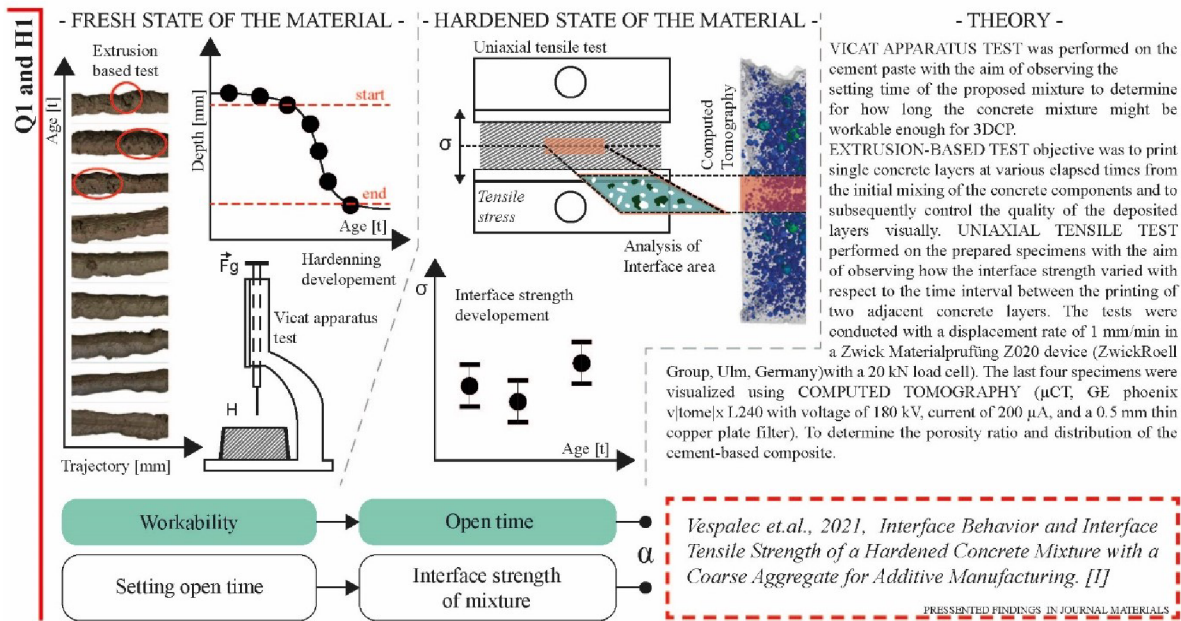 Q1 and H1
- FRESH STATE OF THE MATERIAL -
Extrusion
based test
Age [t]
Trajectory [mm]
Depth [mm]
start
end
Age [t]
Hardenning
developement
Fg
Vicat apparatus
test
H
- HARDENED STATE OF THE MATERIAL -
Uniaxial tensile test
σ
Tensile
stress
Computed
Tomography
Analysis of
Interface area
σ
Interface strength
developement
Age [t]
- THEORY -
VICAT APPARATUS TEST was performed on the
cement paste with the aim of observing the
setting time of the proposed mixture to determine
for how long the concrete mixture might be
workable enough for 3DCP.
EXTRUSION-BASED TEST objective was to print
single concrete layers at various elapsed times from
the initial mixing of the concrete components and to
subsequently control the quality of the deposited
layers visually. UNIAXIAL TENSILE TEST
performed on the prepared specimens with the aim
of observing how the interface strength varied with
respect to the time interval between the printing of
two adjacent concrete layers. The tests were
conducted with a displacement rate of 1 mm/min in
a Zwick Materialprufüng Z020 device (ZwickRoell
Group, Ulm, Germany)with a 20 kN load cell). The last four specimens were
visualized using COMPUTED TOMOGRAPHY (μCT, GE phoenix
v|tome|x L240 with voltage of 180 kV, current of 200 μA, and a 0.5 mm thin
copper plate filter). To determine the porosity ratio and distribution of the
cement-based composite.
Workability
Open time
Setting open time
Interface strength
of mixture
α
Vespalec et.al., 2021, Interface Behavior and Interface
Tensile Strength of a Hardened Concrete Mixture with a
Coarse Aggregate for Additive Manufacturing. [I]
PRESSENTED FINDINGS IN JOURNAL MATERIALS